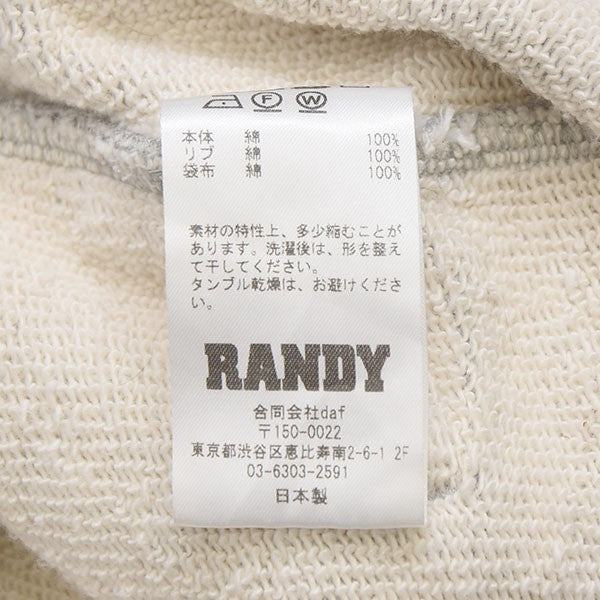 F W
本体 綿 100%
リブ 綿 100%
袋布 綿 100%
素材の特性上、多少縮むことが
あります。洗濯後は、形を整え
て干してください。
タンブル乾燥は、お避けくださ
い。
RANDY
合同会社daf
〒150-0022
東京都渋谷区恵比寿南2-6-1 2F
03-6303-2591
日本製